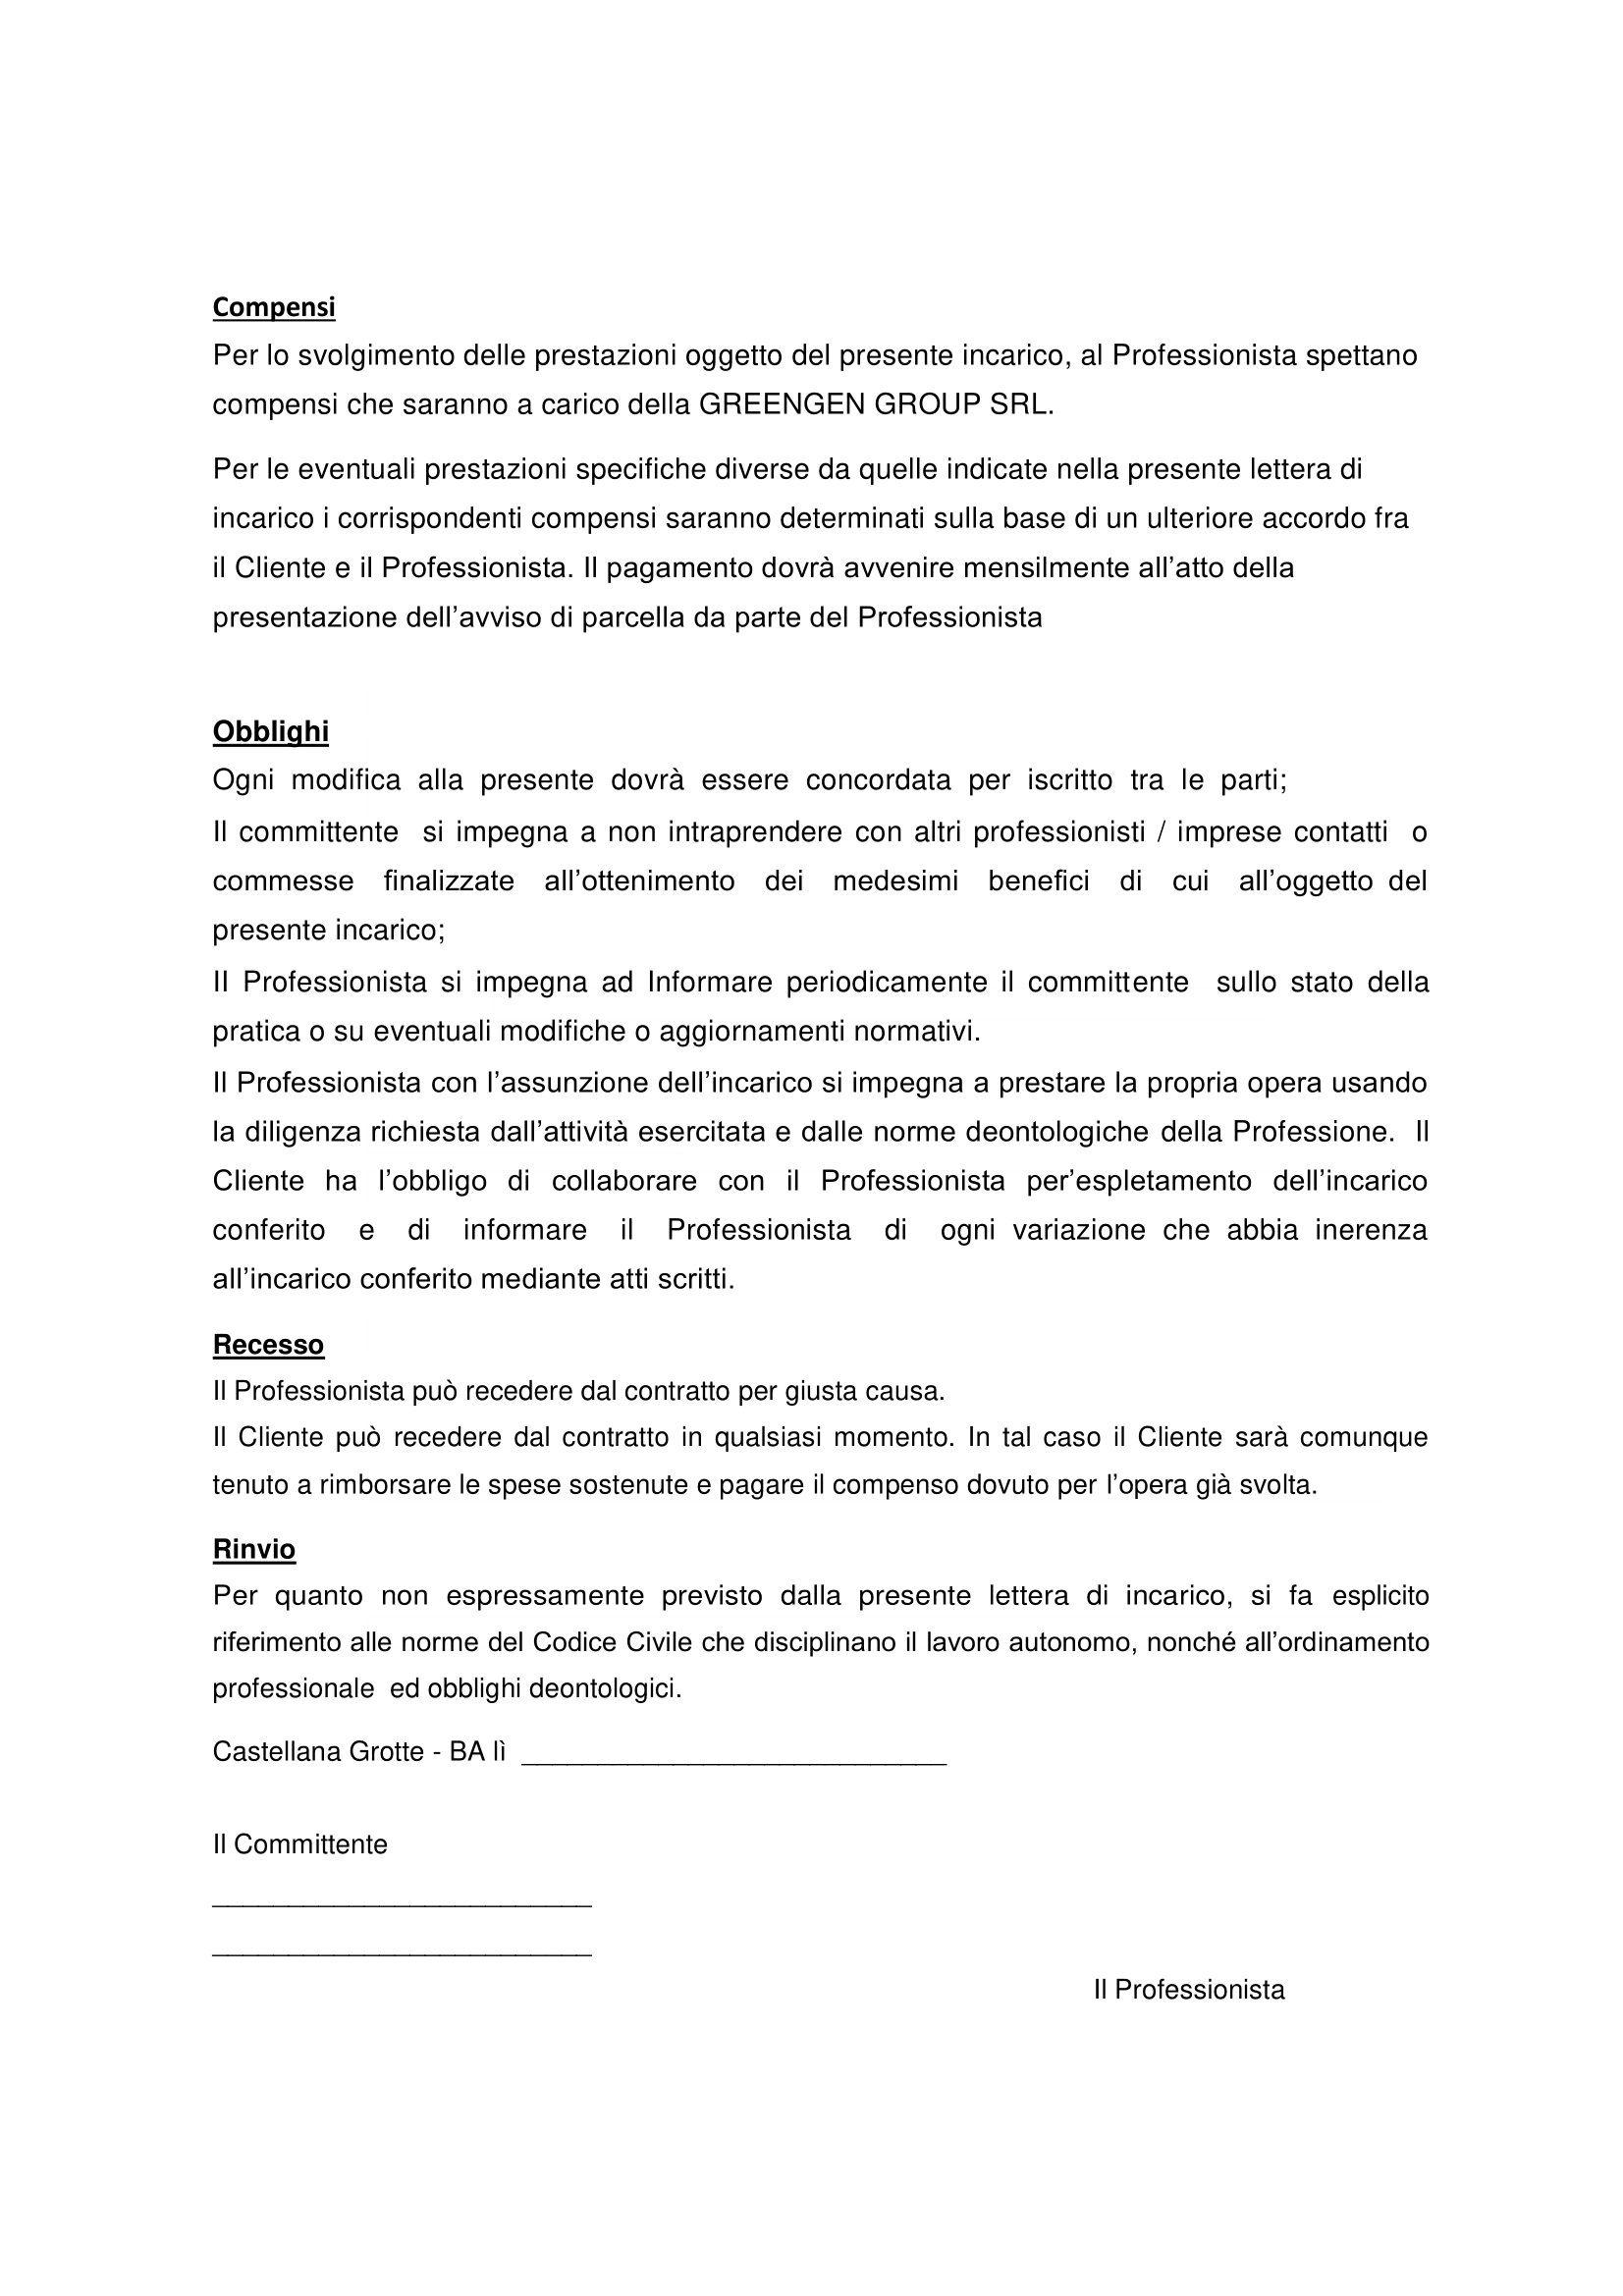 Compensi
Per lo svolgimento delle prestazioni oggetto del presente incarico, al Professionista spettano
compensi che saranno a carico della GREENGEN GROUP SRL.
Per le eventuali prestazioni specifiche diverse da quelle indicate nella presente lettera di
incarico i corrispondenti compensi saranno determinati sulla base di un ulteriore accordo fra
il Cliente e il Professionista. Il pagamento dovrà avvenire mensilmente all’atto della
presentazione dell’avviso di parcella da parte del Professionista
Obblighi
Ogni modifica alla presente dovrà essere concordata per iscritto tra le parti;
Il committente si impegna a non intraprendere con altri professionisti / imprese contatti o
commesse finalizzate all’ottenimento dei medesimi benefici di cui all’oggetto del
presente incarico;
Il Professionista si impegna ad Informare periodicamente il committente sullo stato della
pratica o su eventuali modifiche o aggiornamenti normativi.
Il Professionista con l’assunzione dell’incarico si impegna a prestare la propria opera usando
la diligenza richiesta dall’attività esercitata e dalle norme deontologiche della Professione. Il
Cliente ha l’obbligo di collaborare con il Professionista per’espletamento dell’incarico
conferito e di informare il Professionista di ogni variazione che abbia inerenza
all’incarico conferito mediante atti scritti.
Recesso
Il Professionista può recedere dal contratto per giusta causa.
Il Cliente può recedere dal contratto in qualsiasi momento. In tal caso il Cliente sarà comunque
tenuto a rimborsare le spese sostenute e pagare il compenso dovuto per l’opera già svolta.
Rinvio
Per quanto non espressamente previsto dalla presente lettera di incarico, si fa esplicito
riferimento alle norme del Codice Civile che disciplinano il lavoro autonomo, nonché all’ordinamento
professionale ed obblighi deontologici.
Castellana Grotte - BA lì ____________________________
Il Committente
_________________________
_________________________
Il Professionista